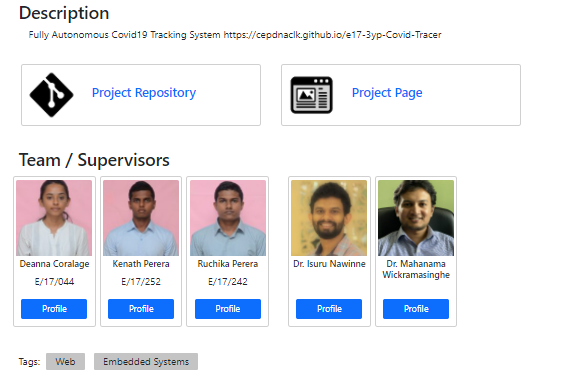 Description
Fully Autonomous Covid19 Tracking System https://cepdnaclk.github.io/e17-3yp-Covid-Tracer
Project Repository
Project Page
Team / Supervisors
Deanna Coralage
E/17/044
Profile
Kenath Perera
E/17/252
Profile
Ruchika Perera
E/17/242
Profile
Dr. Isuru Nawinne
Profile
Dr. Mahanama
Wickramasinghe
Profile
Tags: Web Embedded Systems